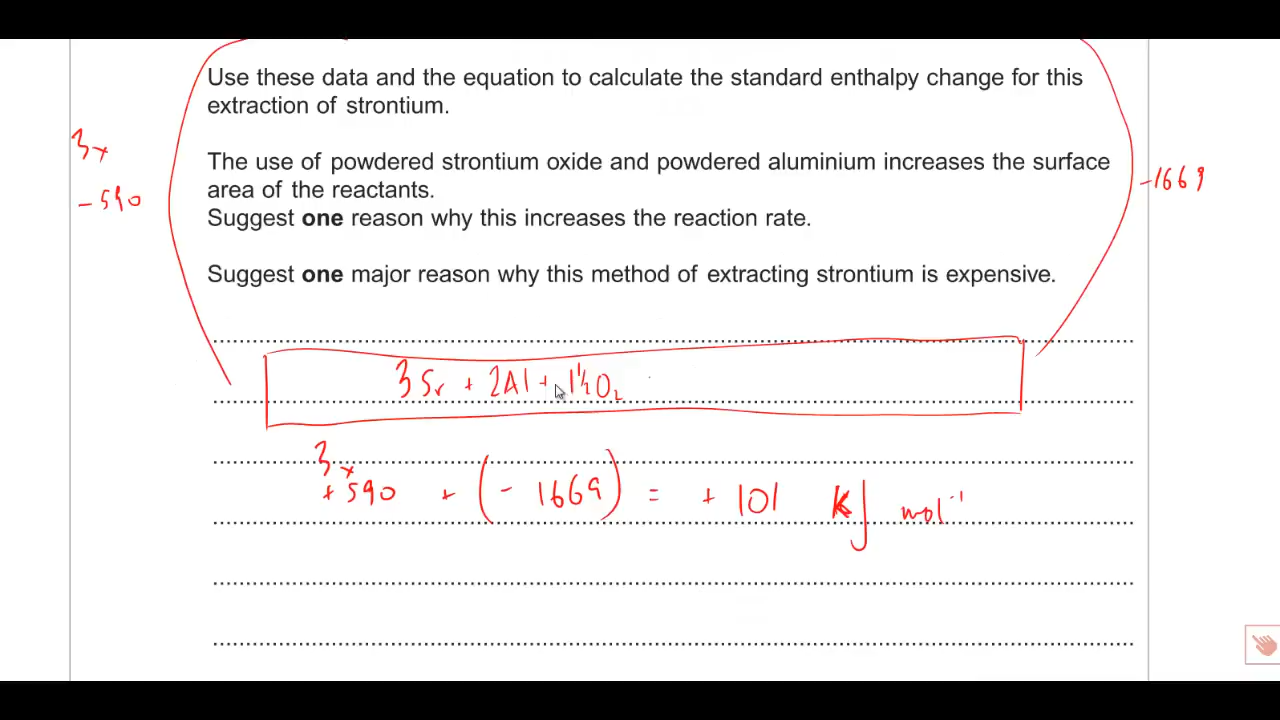 Use these data and the equation to calculate the standard enthalpy change for this
extraction of strontium.
The use of powdered strontium oxide and powdered aluminium increases the surface
area of the reactants.
Suggest one reason why this increases the reaction rate.
Suggest one major reason why this method of extracting strontium is expensive.
3x
-590
-1669
3Sr + 2Al + 1½O₂
3x
+590 + (-1669) = +101 kJ mol⁻¹